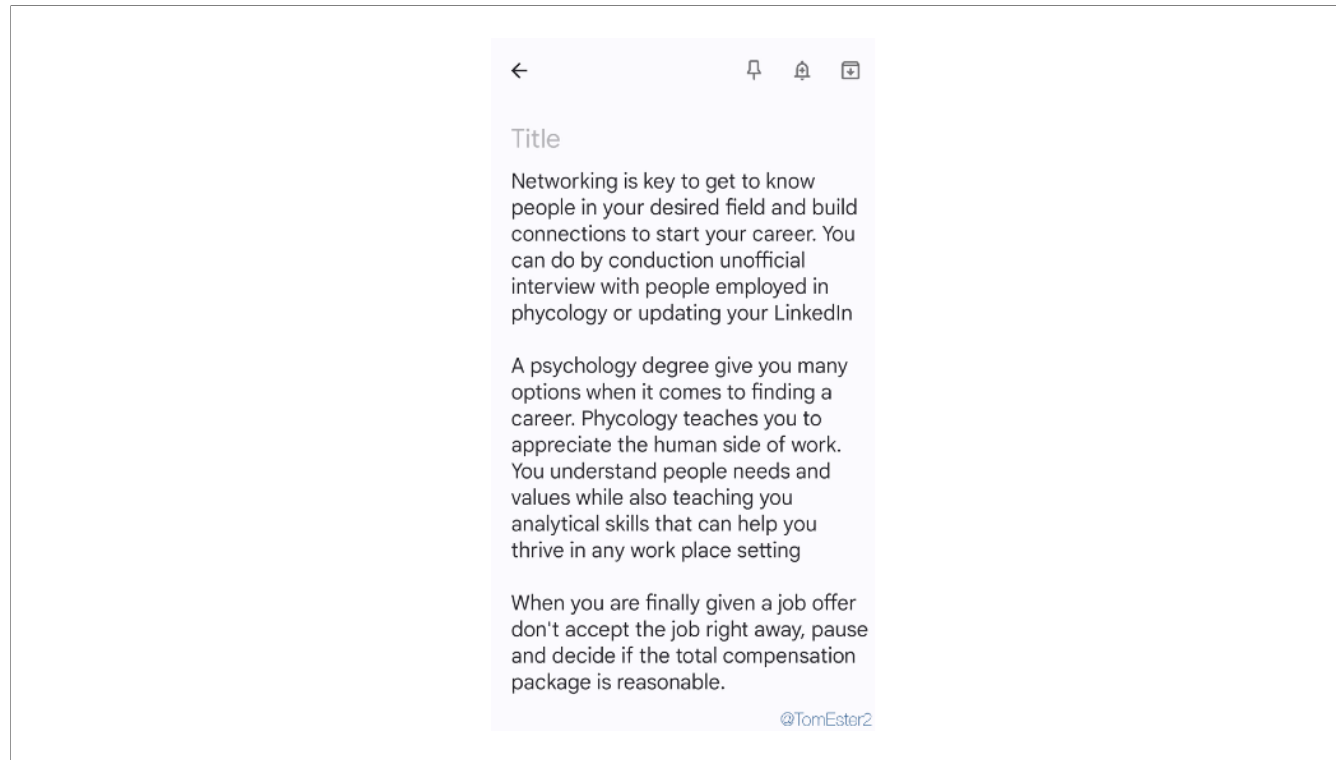 Title
Networking is key to get to know
people in your desired field and build
connections to start your career. You
can do by conduction unofficial
interview with people employed in
phycology or updating your LinkedIn
A psychology degree give you many
options when it comes to finding a
career. Phycology teaches you to
appreciate the human side of work.
You understand people needs and
values while also teaching you
analytical skills that can help you
thrive in any work place setting
When you are finally given a job offer
don't accept the job right away, pause
and decide if the total compensation
package is reasonable.
@TomEster2